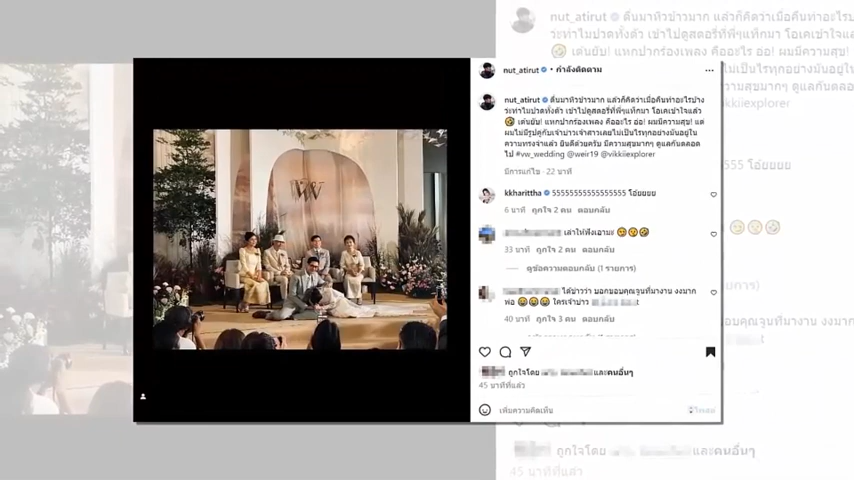 nut_atirut • กำลังติดตาม
nut_atirut ตื่นมาหิวข้าวมาก แล้วก็คิดว่าเมื่อคืนทำอะไรบ้าง
วะทำไมปวดทั้งตัว เข้าไปดูสตอรี่ที่พี่ๆแท็กมา โอเคเข้าใจแล้ว
🤣 เต้นยับ! แหกปากร้องเพลง คืออะไร อ่อ! ผมมีความสุข! แต่
ผมไม่มีรูปคู่กับเจ้าบ่าวเจ้าสาวเลยไม่เป็นไรทุกอย่างมันอยู่ใน
ความทรงจำแล้ว ยินดีด้วยครับ มีความสุขมากๆ ดูแลกันตลอด
ไป #vw_wedding @weir19 @vikkiiexplorer
มีการแก้ไข · 22 นาที
kkharittha 55555555555555555 โอ๋ยยยย
6 นาที ถูกใจ 2 คน ตอบกลับ
เล่าให้ฟังเอามะ 😏😗🤣
33 นาที ถูกใจ 2 คน ตอบกลับ
ดูข้อความตอบกลับ (1 รายการ)
ได้ข่าวว่า บอกขอบคุณจูนที่มางาน งงมาก
พ่อ 😂😂😂 ใครเจ้าบ่าว
40 นาที ถูกใจ 3 คน ตอบกลับ
ถูกใจโดย และคนอื่นๆ
45 นาทีที่แล้ว
เพิ่มความคิดเห็น
VW